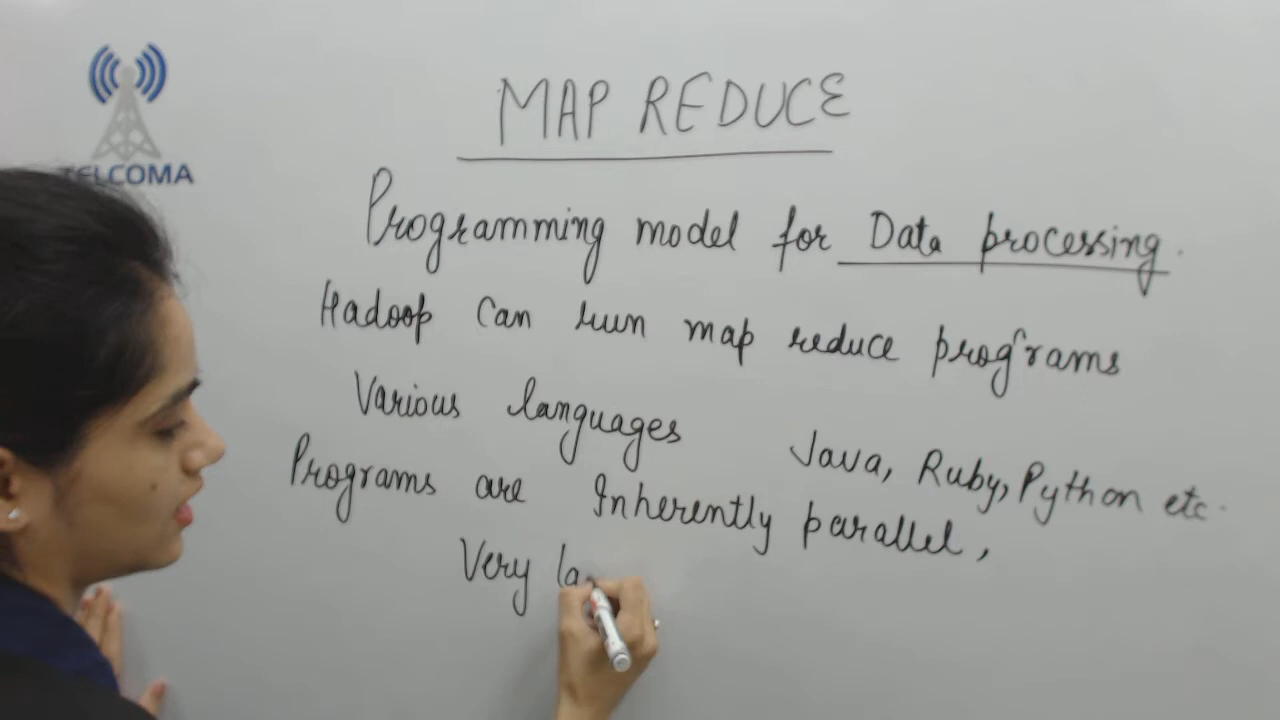 TELCOMA
MAP REDUCE
Programming model for Data processing.
Hadoop can run map reduce programs
Various languages Java, Ruby, Python etc.
Programs are Inherently parallel,
Very la